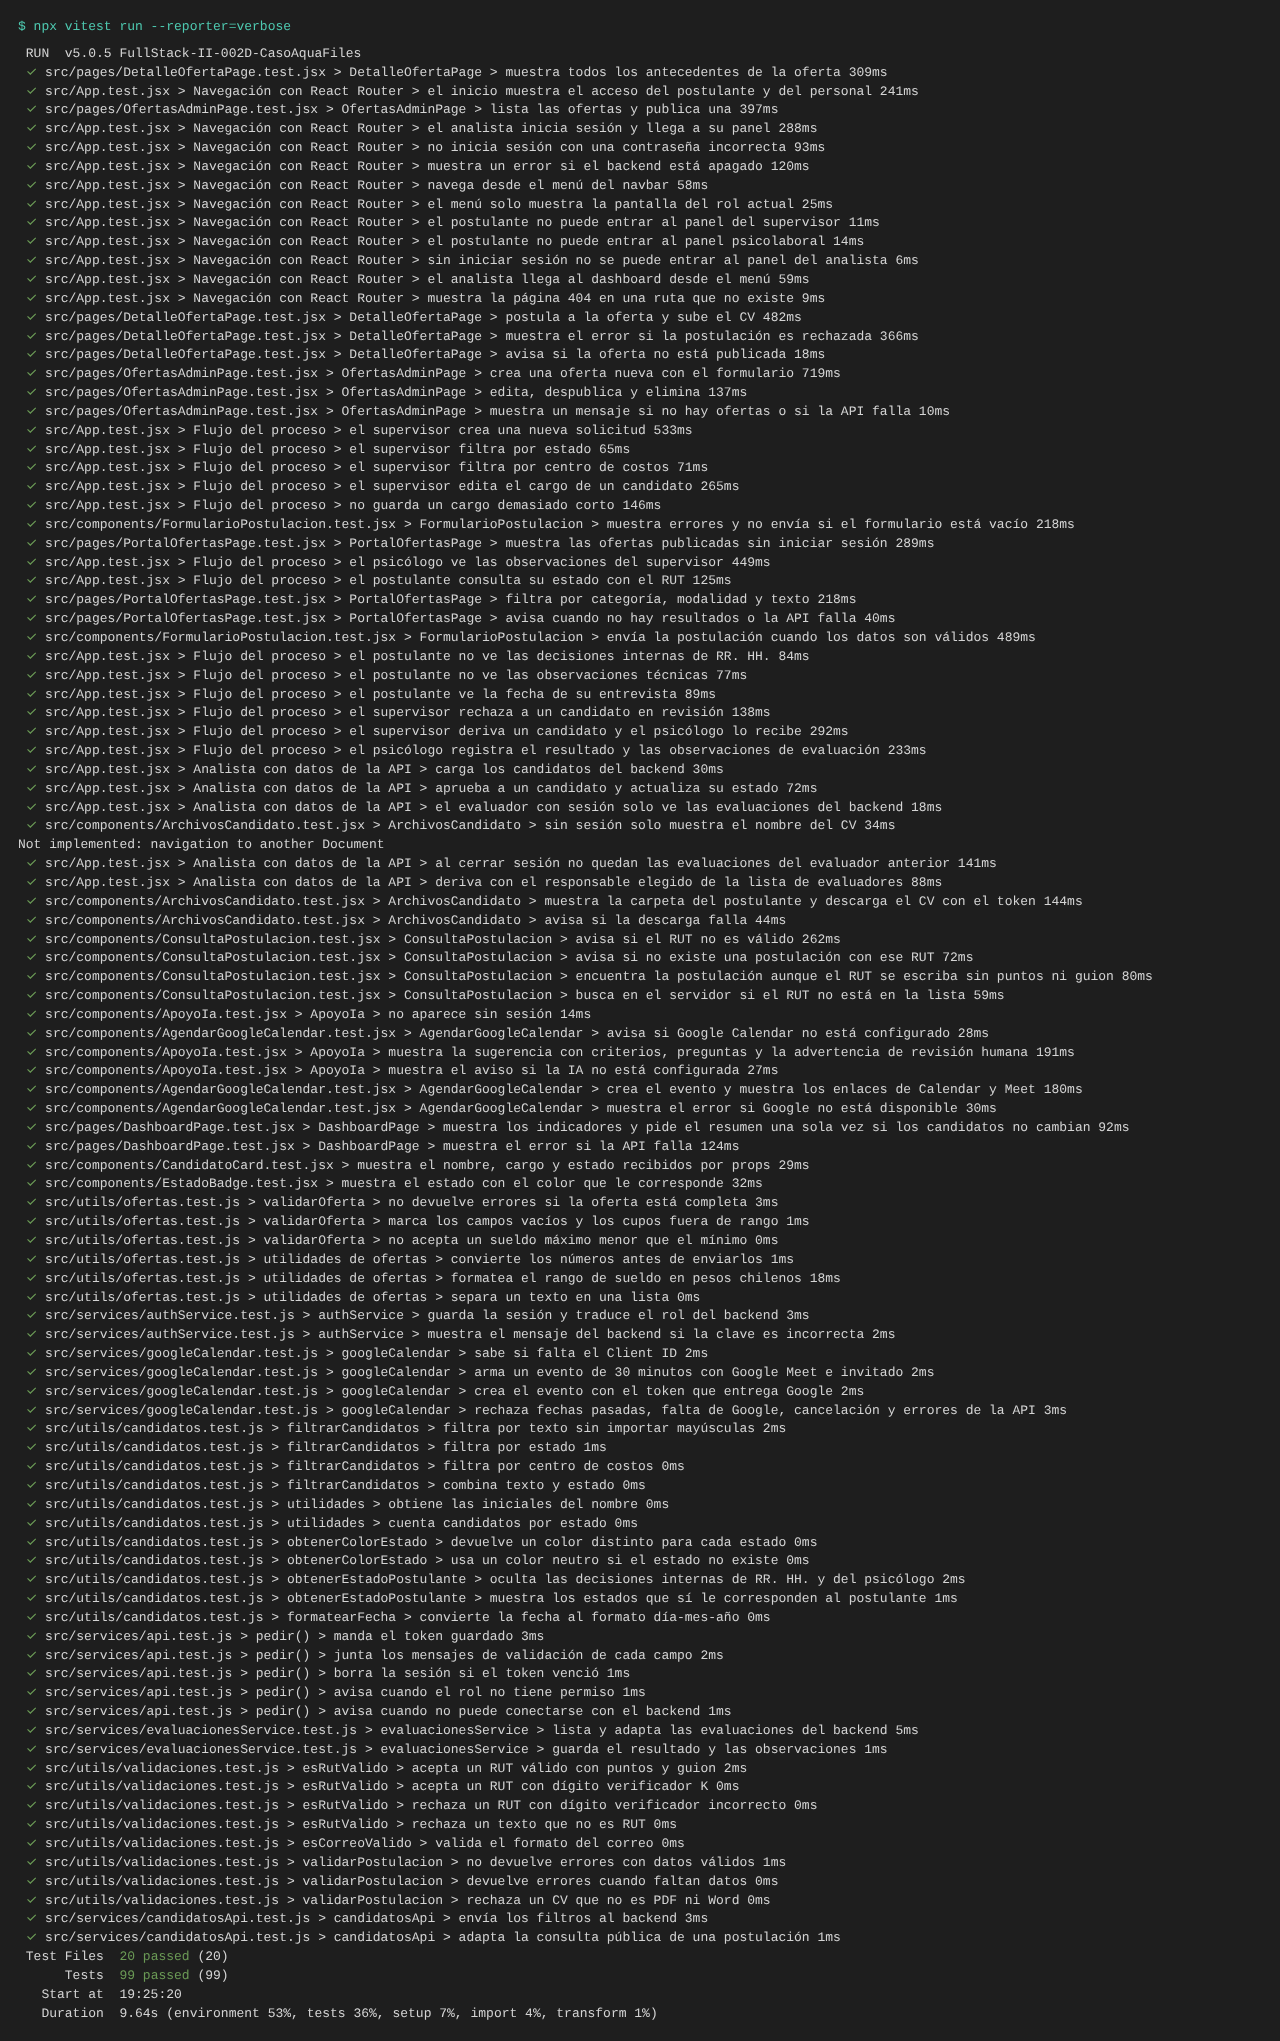 $ npx vitest run --reporter=verbose
RUN v5.0.5 FullStack-II-002D-CasoAquaFiles
✓ src/pages/DetalleOfertaPage.test.jsx > DetalleOfertaPage > muestra todos los antecedentes de la oferta 309ms
✓ src/App.test.jsx > Navegación con React Router > el inicio muestra el acceso del postulante y del personal 241ms
✓ src/pages/OfertasAdminPage.test.jsx > OfertasAdminPage > lista las ofertas y publica una 397ms
✓ src/App.test.jsx > Navegación con React Router > el analista inicia sesión y llega a su panel 288ms
✓ src/App.test.jsx > Navegación con React Router > no inicia sesión con una contraseña incorrecta 93ms
✓ src/App.test.jsx > Navegación con React Router > muestra un error si el backend está apagado 120ms
✓ src/App.test.jsx > Navegación con React Router > navega desde el menú del navbar 58ms
✓ src/App.test.jsx > Navegación con React Router > el menú solo muestra la pantalla del rol actual 25ms
✓ src/App.test.jsx > Navegación con React Router > el postulante no puede entrar al panel del supervisor 11ms
✓ src/App.test.jsx > Navegación con React Router > el postulante no puede entrar al panel psicolaboral 14ms
✓ src/App.test.jsx > Navegación con React Router > sin iniciar sesión no se puede entrar al panel del analista 6ms
✓ src/App.test.jsx > Navegación con React Router > el analista llega al dashboard desde el menú 59ms
✓ src/App.test.jsx > Navegación con React Router > muestra la página 404 en una ruta que no existe 9ms
✓ src/pages/DetalleOfertaPage.test.jsx > DetalleOfertaPage > postula a la oferta y sube el CV 482ms
✓ src/pages/DetalleOfertaPage.test.jsx > DetalleOfertaPage > muestra el error si la postulación es rechazada 366ms
✓ src/pages/DetalleOfertaPage.test.jsx > DetalleOfertaPage > avisa si la oferta no está publicada 18ms
✓ src/pages/OfertasAdminPage.test.jsx > OfertasAdminPage > crea una oferta nueva con el formulario 719ms
✓ src/pages/OfertasAdminPage.test.jsx > OfertasAdminPage > edita, despublica y elimina 137ms
✓ src/pages/OfertasAdminPage.test.jsx > OfertasAdminPage > muestra un mensaje si no hay ofertas o si la API falla 10ms
✓ src/App.test.jsx > Flujo del proceso > el supervisor crea una nueva solicitud 533ms
✓ src/App.test.jsx > Flujo del proceso > el supervisor filtra por estado 65ms
✓ src/App.test.jsx > Flujo del proceso > el supervisor filtra por centro de costos 71ms
✓ src/App.test.jsx > Flujo del proceso > el supervisor edita el cargo de un candidato 265ms
✓ src/App.test.jsx > Flujo del proceso > no guarda un cargo demasiado corto 146ms
✓ src/components/FormularioPostulacion.test.jsx > FormularioPostulacion > muestra errores y no envía si el formulario está vacío 218ms
✓ src/pages/PortalOfertasPage.test.jsx > PortalOfertasPage > muestra las ofertas publicadas sin iniciar sesión 289ms
✓ src/App.test.jsx > Flujo del proceso > el psicólogo ve las observaciones del supervisor 449ms
✓ src/App.test.jsx > Flujo del proceso > el postulante consulta su estado con el RUT 125ms
✓ src/pages/PortalOfertasPage.test.jsx > PortalOfertasPage > filtra por categoría, modalidad y texto 218ms
✓ src/pages/PortalOfertasPage.test.jsx > PortalOfertasPage > avisa cuando no hay resultados o la API falla 40ms
✓ src/components/FormularioPostulacion.test.jsx > FormularioPostulacion > envía la postulación cuando los datos son válidos 489ms
✓ src/App.test.jsx > Flujo del proceso > el postulante no ve las decisiones internas de RR. HH. 84ms
✓ src/App.test.jsx > Flujo del proceso > el postulante no ve las observaciones técnicas 77ms
✓ src/App.test.jsx > Flujo del proceso > el postulante ve la fecha de su entrevista 89ms
✓ src/App.test.jsx > Flujo del proceso > el supervisor rechaza a un candidato en revisión 138ms
✓ src/App.test.jsx > Flujo del proceso > el supervisor deriva un candidato y el psicólogo lo recibe 292ms
✓ src/App.test.jsx > Flujo del proceso > el psicólogo registra el resultado y las observaciones de evaluación 233ms
✓ src/App.test.jsx > Analista con datos de la API > carga los candidatos del backend 30ms
✓ src/App.test.jsx > Analista con datos de la API > aprueba a un candidato y actualiza su estado 72ms
✓ src/App.test.jsx > Analista con datos de la API > el evaluador con sesión solo ve las evaluaciones del backend 18ms
✓ src/components/ArchivosCandidato.test.jsx > ArchivosCandidato > sin sesión solo muestra el nombre del CV 34ms
Not implemented: navigation to another Document
✓ src/App.test.jsx > Analista con datos de la API > al cerrar sesión no quedan las evaluaciones del evaluador anterior 141ms
✓ src/App.test.jsx > Analista con datos de la API > deriva con el responsable elegido de la lista de evaluadores 88ms
✓ src/components/ArchivosCandidato.test.jsx > ArchivosCandidato > muestra la carpeta del postulante y descarga el CV con el token 144ms
✓ src/components/ArchivosCandidato.test.jsx > ArchivosCandidato > avisa si la descarga falla 44ms
✓ src/components/ConsultaPostulacion.test.jsx > ConsultaPostulacion > avisa si el RUT no es válido 262ms
✓ src/components/ConsultaPostulacion.test.jsx > ConsultaPostulacion > avisa si no existe una postulación con ese RUT 72ms
✓ src/components/ConsultaPostulacion.test.jsx > ConsultaPostulacion > encuentra la postulación aunque el RUT se escriba sin puntos ni guion 80ms
✓ src/components/ConsultaPostulacion.test.jsx > ConsultaPostulacion > busca en el servidor si el RUT no está en la lista 59ms
✓ src/components/ApoyoIa.test.jsx > ApoyoIa > no aparece sin sesión 14ms
✓ src/components/AgendarGoogleCalendar.test.jsx > AgendarGoogleCalendar > avisa si Google Calendar no está configurado 28ms
✓ src/components/ApoyoIa.test.jsx > ApoyoIa > muestra la sugerencia con criterios, preguntas y la advertencia de revisión humana 191ms
✓ src/components/ApoyoIa.test.jsx > ApoyoIa > muestra el aviso si la IA no está configurada 27ms
✓ src/components/AgendarGoogleCalendar.test.jsx > AgendarGoogleCalendar > crea el evento y muestra los enlaces de Calendar y Meet 180ms
✓ src/components/AgendarGoogleCalendar.test.jsx > AgendarGoogleCalendar > muestra el error si Google no está disponible 30ms
✓ src/pages/DashboardPage.test.jsx > DashboardPage > muestra los indicadores y pide el resumen una sola vez si los candidatos no cambian 92ms
✓ src/pages/DashboardPage.test.jsx > DashboardPage > muestra el error si la API falla 124ms
✓ src/components/CandidatoCard.test.jsx > muestra el nombre, cargo y estado recibidos por props 29ms
✓ src/components/EstadoBadge.test.jsx > muestra el estado con el color que le corresponde 32ms
✓ src/utils/ofertas.test.js > validarOferta > no devuelve errores si la oferta está completa 3ms
✓ src/utils/ofertas.test.js > validarOferta > marca los campos vacíos y los cupos fuera de rango 1ms
✓ src/utils/ofertas.test.js > validarOferta > no acepta un sueldo máximo menor que el mínimo 0ms
✓ src/utils/ofertas.test.js > utilidades de ofertas > convierte los números antes de enviarlos 1ms
✓ src/utils/ofertas.test.js > utilidades de ofertas > formatea el rango de sueldo en pesos chilenos 18ms
✓ src/utils/ofertas.test.js > utilidades de ofertas > separa un texto en una lista 0ms
✓ src/services/authService.test.js > authService > guarda la sesión y traduce el rol del backend 3ms
✓ src/services/authService.test.js > authService > muestra el mensaje del backend si la clave es incorrecta 2ms
✓ src/services/googleCalendar.test.js > googleCalendar > sabe si falta el Client ID 2ms
✓ src/services/googleCalendar.test.js > googleCalendar > arma un evento de 30 minutos con Google Meet e invitado 2ms
✓ src/services/googleCalendar.test.js > googleCalendar > crea el evento con el token que entrega Google 2ms
✓ src/services/googleCalendar.test.js > googleCalendar > rechaza fechas pasadas, falta de Google, cancelación y errores de la API 3ms
✓ src/utils/candidatos.test.js > filtrarCandidatos > filtra por texto sin importar mayúsculas 2ms
✓ src/utils/candidatos.test.js > filtrarCandidatos > filtra por estado 1ms
✓ src/utils/candidatos.test.js > filtrarCandidatos > filtra por centro de costos 0ms
✓ src/utils/candidatos.test.js > filtrarCandidatos > combina texto y estado 0ms
✓ src/utils/candidatos.test.js > utilidades > obtiene las iniciales del nombre 0ms
✓ src/utils/candidatos.test.js > utilidades > cuenta candidatos por estado 0ms
✓ src/utils/candidatos.test.js > obtenerColorEstado > devuelve un color distinto para cada estado 0ms
✓ src/utils/candidatos.test.js > obtenerColorEstado > usa un color neutro si el estado no existe 0ms
✓ src/utils/candidatos.test.js > obtenerEstadoPostulante > oculta las decisiones internas de RR. HH. y del psicólogo 2ms
✓ src/utils/candidatos.test.js > obtenerEstadoPostulante > muestra los estados que sí le corresponden al postulante 1ms
✓ src/utils/candidatos.test.js > formatearFecha > convierte la fecha al formato día-mes-año 0ms
✓ src/services/api.test.js > pedir() > manda el token guardado 3ms
✓ src/services/api.test.js > pedir() > junta los mensajes de validación de cada campo 2ms
✓ src/services/api.test.js > pedir() > borra la sesión si el token venció 1ms
✓ src/services/api.test.js > pedir() > avisa cuando el rol no tiene permiso 1ms
✓ src/services/api.test.js > pedir() > avisa cuando no puede conectarse con el backend 1ms
✓ src/services/evaluacionesService.test.js > evaluacionesService > lista y adapta las evaluaciones del backend 5ms
✓ src/services/evaluacionesService.test.js > evaluacionesService > guarda el resultado y las observaciones 1ms
✓ src/utils/validaciones.test.js > esRutValido > acepta un RUT válido con puntos y guion 2ms
✓ src/utils/validaciones.test.js > esRutValido > acepta un RUT con dígito verificador K 0ms
✓ src/utils/validaciones.test.js > esRutValido > rechaza un RUT con dígito verificador incorrecto 0ms
✓ src/utils/validaciones.test.js > esRutValido > rechaza un texto que no es RUT 0ms
✓ src/utils/validaciones.test.js > esCorreoValido > valida el formato del correo 0ms
✓ src/utils/validaciones.test.js > validarPostulacion > no devuelve errores con datos válidos 1ms
✓ src/utils/validaciones.test.js > validarPostulacion > devuelve errores cuando faltan datos 0ms
✓ src/utils/validaciones.test.js > validarPostulacion > rechaza un CV que no es PDF ni Word 0ms
✓ src/services/candidatosApi.test.js > candidatosApi > envía los filtros al backend 3ms
✓ src/services/candidatosApi.test.js > candidatosApi > adapta la consulta pública de una postulación 1ms
Test Files 20 passed (20)
Tests 99 passed (99)
Start at 19:25:20
Duration 9.64s (environment 53%, tests 36%, setup 7%, import 4%, transform 1%)